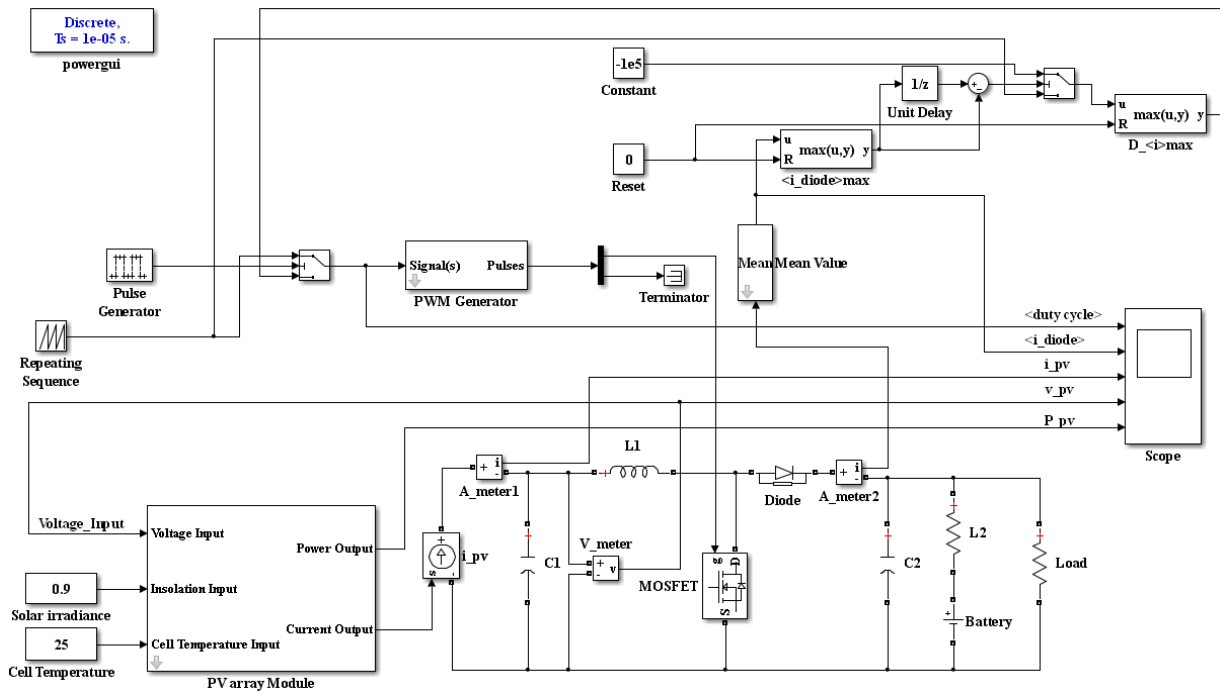 Discrete,
Ts = 1e-05 s.
powergui
-1e5
Constant
1/z
Unit Delay
+
-
u
R
max(u,y)
y
D_<i>max
u
R
max(u,y)
y
<i_diode>max
0
Reset
Pulse
Generator
Signal(s)
Pulses
PWM Generator
Terminator
Mean Mean Value
Repeating
Sequence
<duty cycle>
<i_diode>
i_pv
v_pv
P_pv
Scope
Voltage_Input
Voltage Input
Power Output
Insolation Input
Current Output
Cell Temperature Input
PV array Module
0.9
Solar irradiance
25
Cell Temperature
+
i
-
A_meter1
+
s
-
i_pv
C1
L1
V_meter
+
-
v
g
D
S
MOSFET
Diode
+
i
-
A_meter2
C2
L2
+
Battery
Load